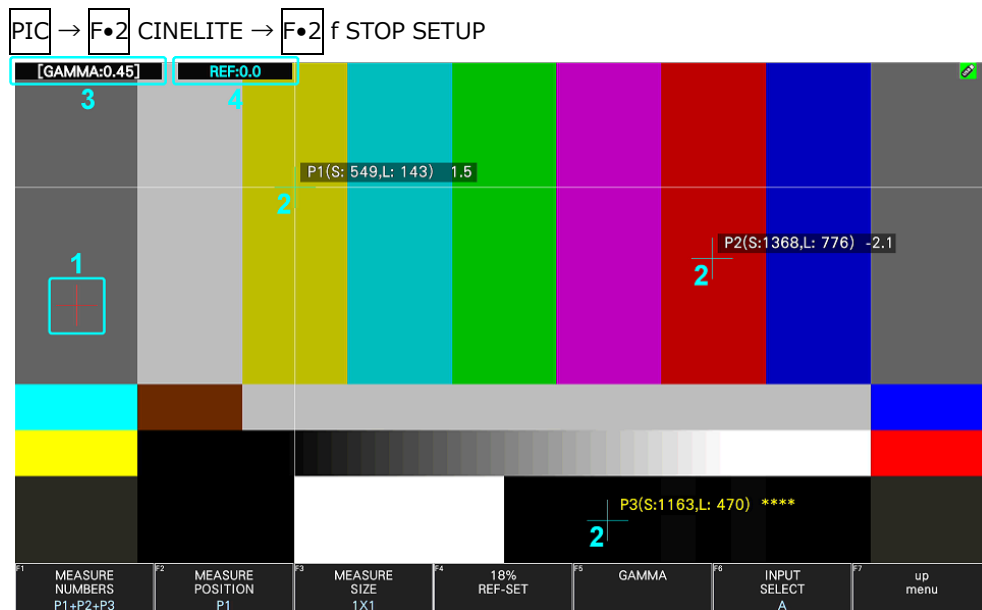 PIC → F•2 CINELITE → F•2 f STOP SETUP
[GAMMA:0.45] REF:0.0
3 4
P1(S: 549,L: 143) 1.5
2
P2(S:1368,L: 776) -2.1
1
2
P3(S:1163,L: 470) ****
2
F1 MEASURE NUMBERS P1+P2+P3
F2 MEASURE POSITION P1
F3 MEASURE SIZE 1X1
F4 18% REF-SET
F5 GAMMA
F6 INPUT SELECT A
F7 up menu